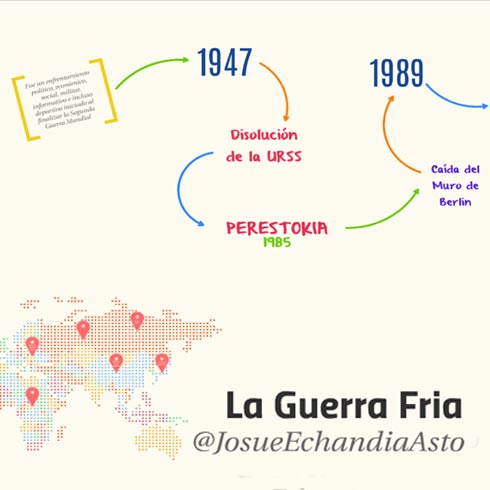 Fue un enfrentamiento
político, económico,
social, militar,
informativo e incluso
deportivo iniciado al
finalizar la Segunda
Guerra Mundial
1947
Disolución
de la URSS
PERESTOKIA
1985
1989
Caída del
Muro de
Berlin
La Guerra Fria
@JosueEchandiaAsto